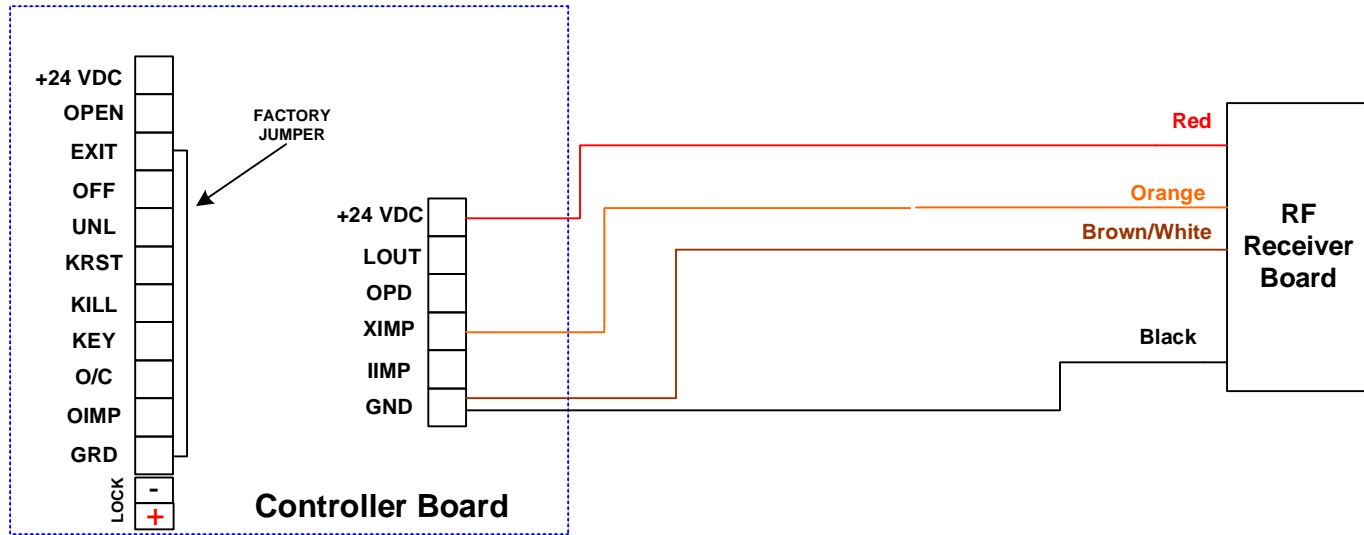 +24 VDC
OPEN
EXIT
OFF
UNL
KRST
KILL
KEY
O/C
OIMP
GRD
LOCK
-
+
FACTORY
JUMPER
+24 VDC
LOUT
OPD
XIMP
IIMP
GND
Controller Board
Red
Orange
Brown/White
Black
RF
Receiver
Board